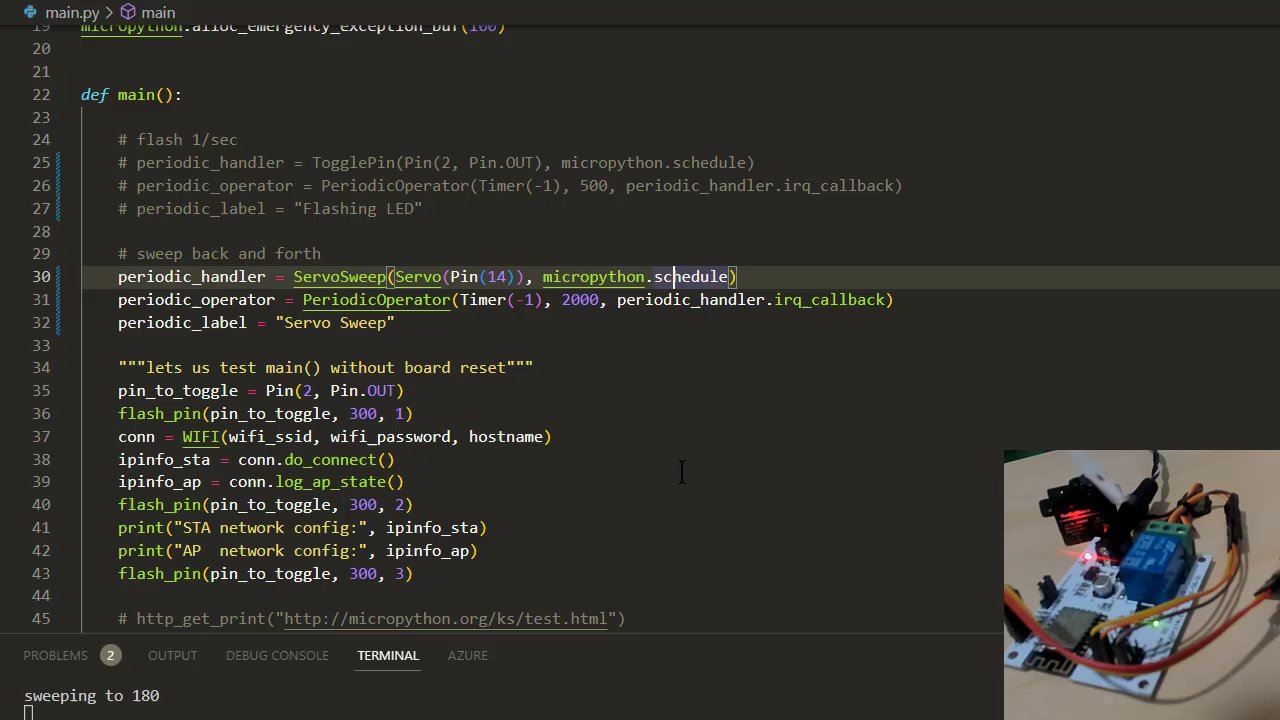 main.py > main
19 micropython.alloc_emergency_exception_buf(100)
20
21
22 def main():
23
24 # flash 1/sec
25 # periodic_handler = TogglePin(Pin(2, Pin.OUT), micropython.schedule)
26 # periodic_operator = PeriodicOperator(Timer(-1), 500, periodic_handler.irq_callback)
27 # periodic_label = "Flashing LED"
28
29 # sweep back and forth
30 periodic_handler = ServoSweep(Servo(Pin(14)), micropython.schedule)
31 periodic_operator = PeriodicOperator(Timer(-1), 2000, periodic_handler.irq_callback)
32 periodic_label = "Servo Sweep"
33
34 """lets us test main() without board reset"""
35 pin_to_toggle = Pin(2, Pin.OUT)
36 flash_pin(pin_to_toggle, 300, 1)
37 conn = WIFI(wifi_ssid, wifi_password, hostname)
38 ipinfo_sta = conn.do_connect()
39 ipinfo_ap = conn.log_ap_state()
40 flash_pin(pin_to_toggle, 300, 2)
41 print("STA network config:", ipinfo_sta)
42 print("AP  network config:", ipinfo_ap)
43 flash_pin(pin_to_toggle, 300, 3)
44
45 # http_get_print("http://micropython.org/ks/test.html")
PROBLEMS 2 OUTPUT DEBUG CONSOLE TERMINAL AZURE
sweeping to 180